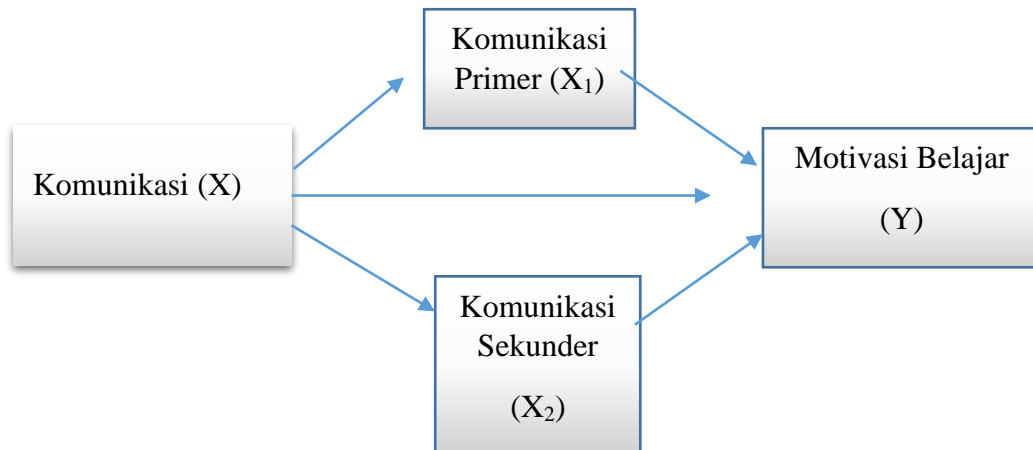 Komunikasi (X)
Komunikasi
Primer (X₁)
Komunikasi
Sekunder
(X₂)
Motivasi Belajar
(Y)